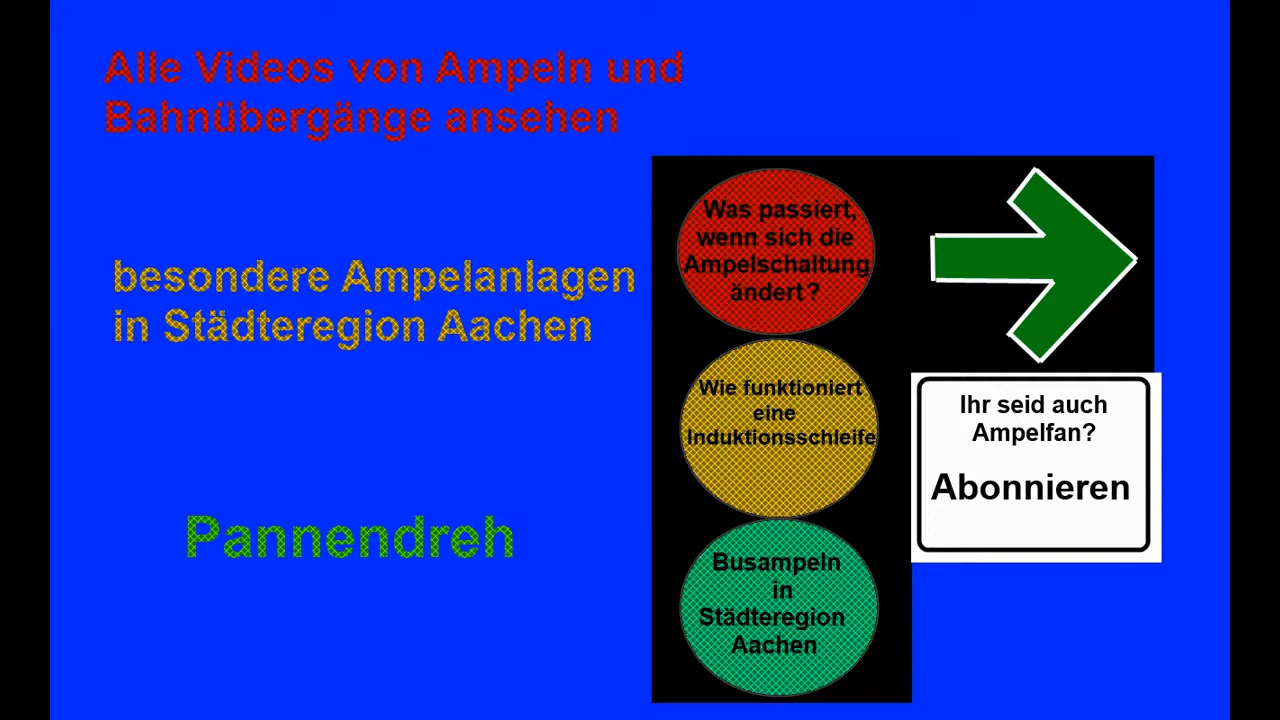 Alle Videos von Ampeln und
Bahnübergänge ansehen
besondere Ampelanlagen
in Städteregion Aachen
Pannendreh
Was passiert,
wenn sich die
Ampelschaltung
ändert?
Wie funktioniert
eine
Induktionsschleife
Busampeln
in
Städteregion
Aachen
Ihr seid auch
Ampelfan?
Abonnieren